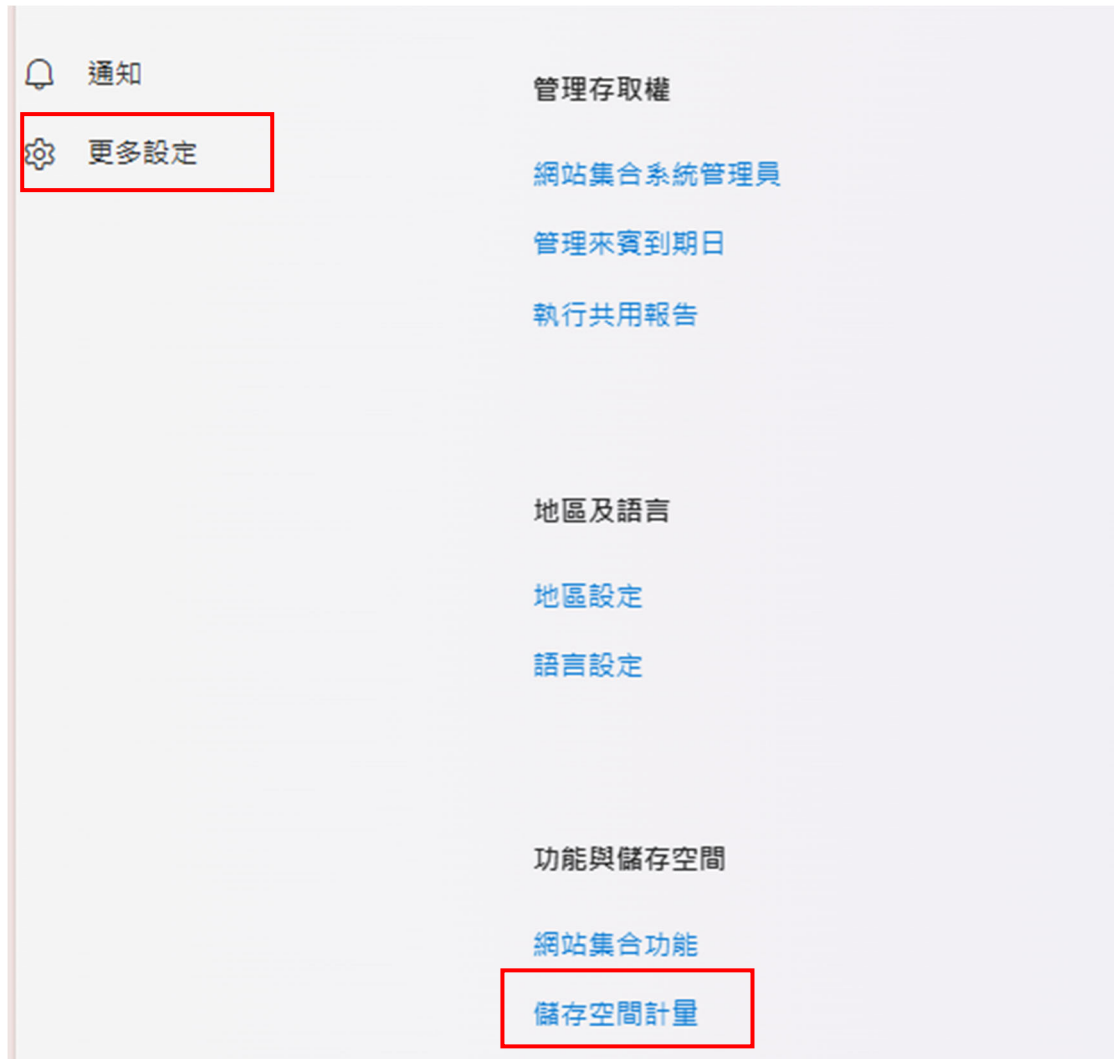 通知
更多設定
管理存取權
網站集合系統管理員
管理來賓到期日
執行共用報告
地區及語言
地區設定
語言設定
功能與儲存空間
網站集合功能
儲存空間計量